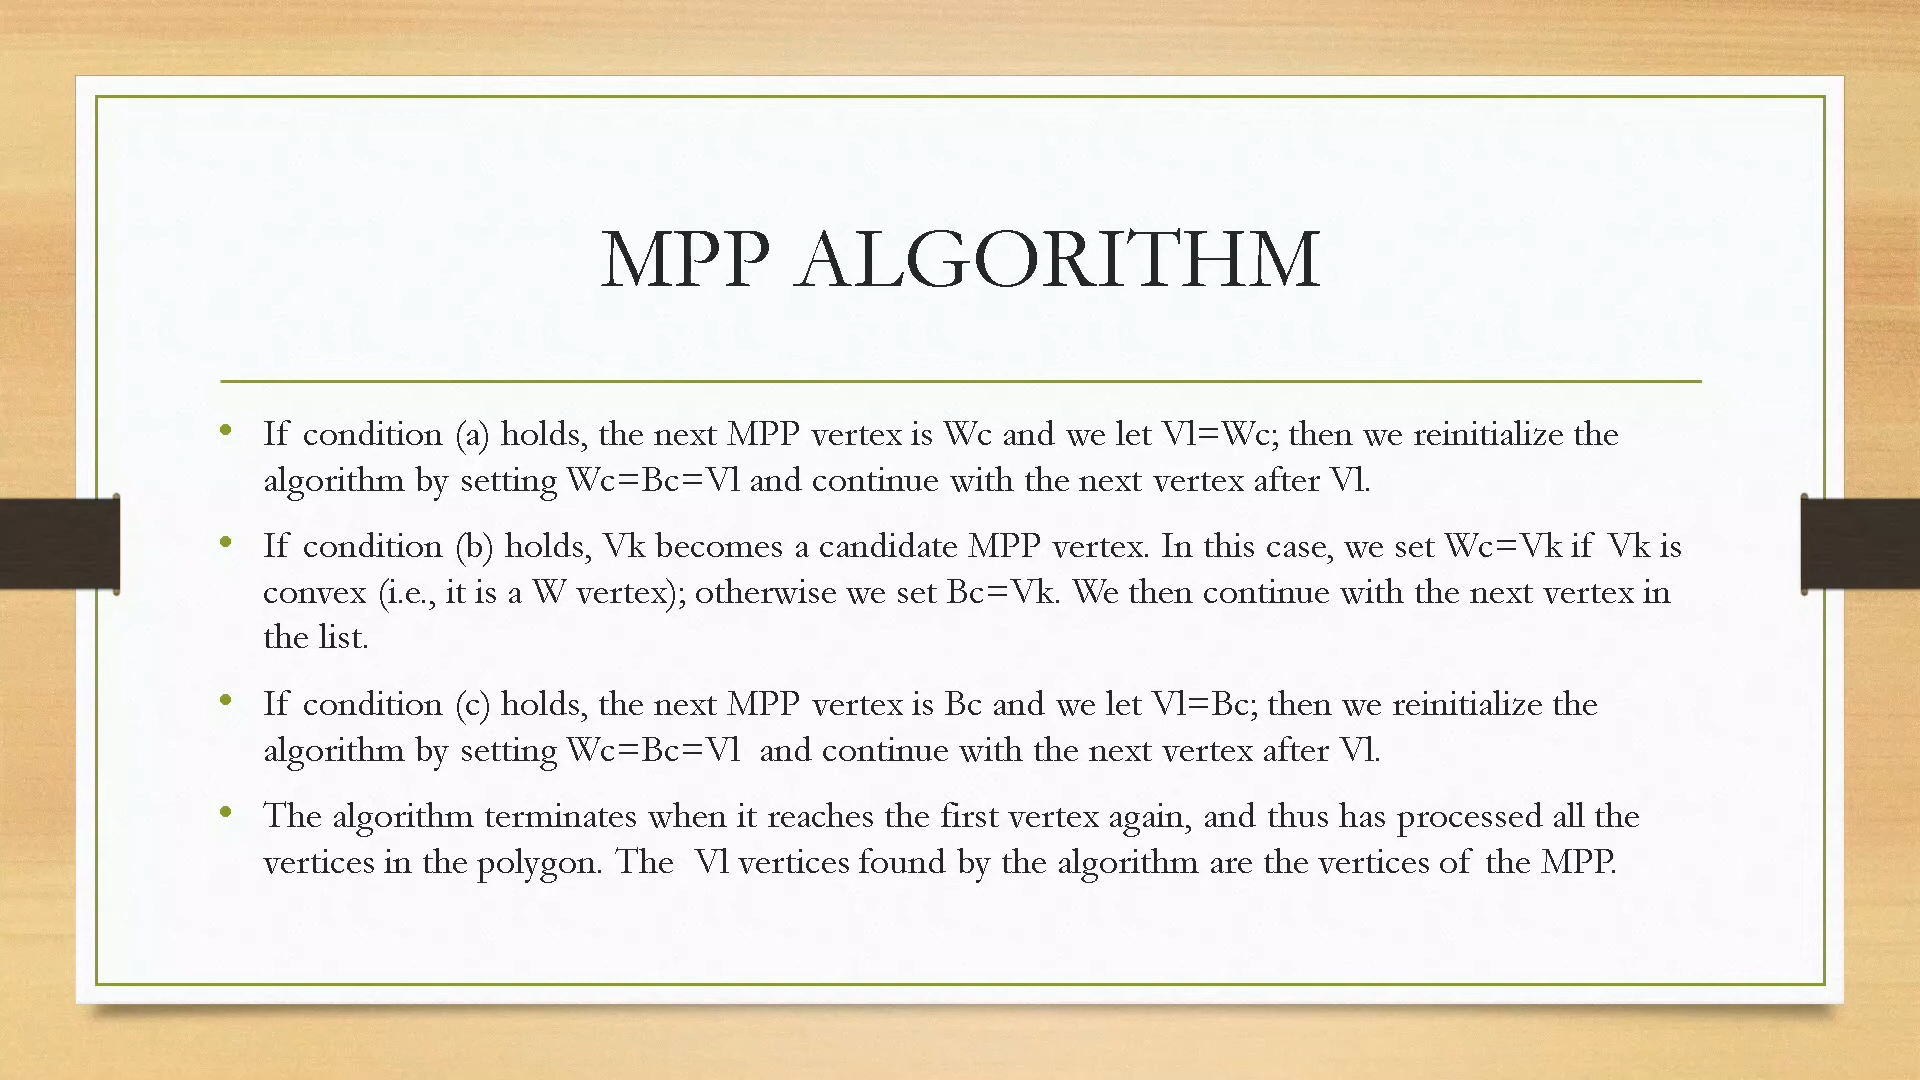 MPP ALGORITHM
• If condition (a) holds, the next MPP vertex is Wc and we let Vl=Wc; then we reinitialize the
algorithm by setting Wc=Bc=Vl and continue with the next vertex after Vl.
• If condition (b) holds, Vk becomes a candidate MPP vertex. In this case, we set Wc=Vk if Vk is
convex (i.e., it is a W vertex); otherwise we set Bc=Vk. We then continue with the next vertex in
the list.
• If condition (c) holds, the next MPP vertex is Bc and we let Vl=Bc; then we reinitialize the
algorithm by setting Wc=Bc=Vl and continue with the next vertex after Vl.
• The algorithm terminates when it reaches the first vertex again, and thus has processed all the
vertices in the polygon. The Vl vertices found by the algorithm are the vertices of the MPP.